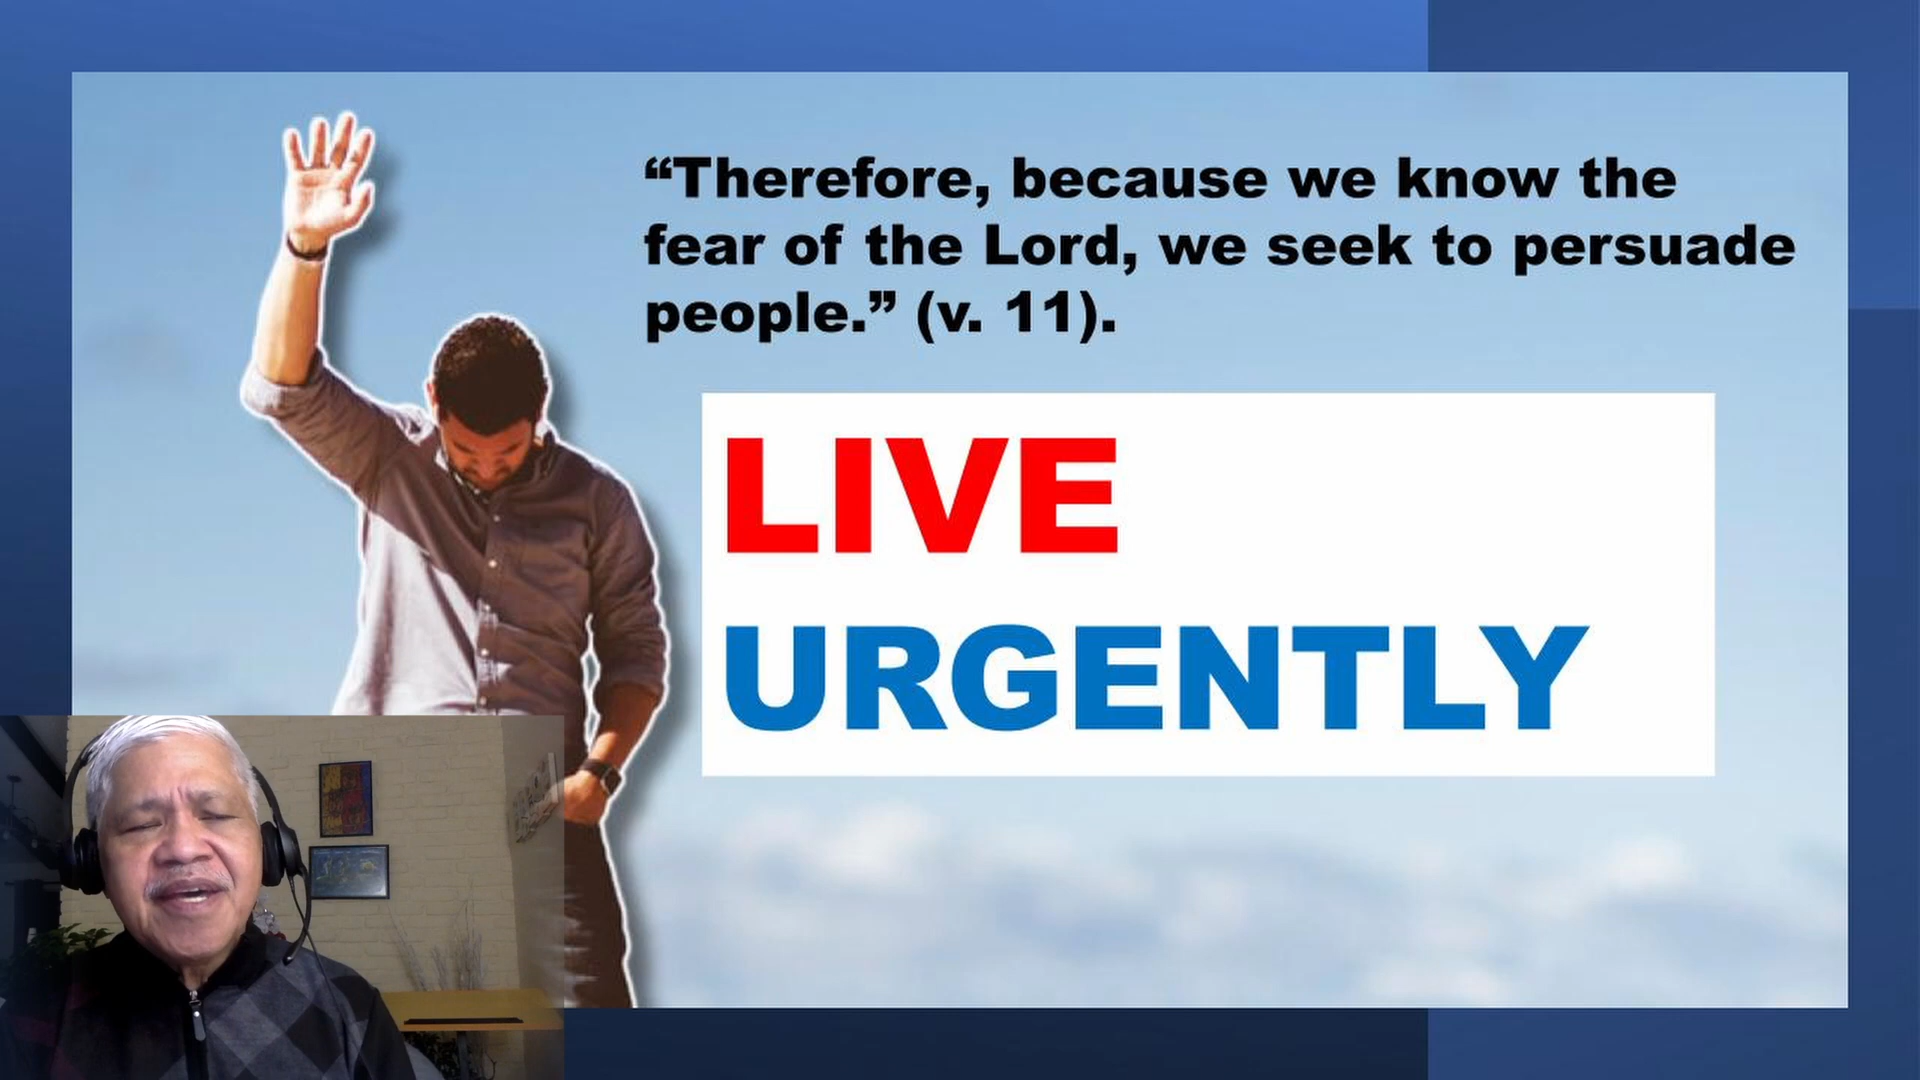 “Therefore, because we know the
fear of the Lord, we seek to persuade
people.” (v. 11).
LIVE
URGENTLY